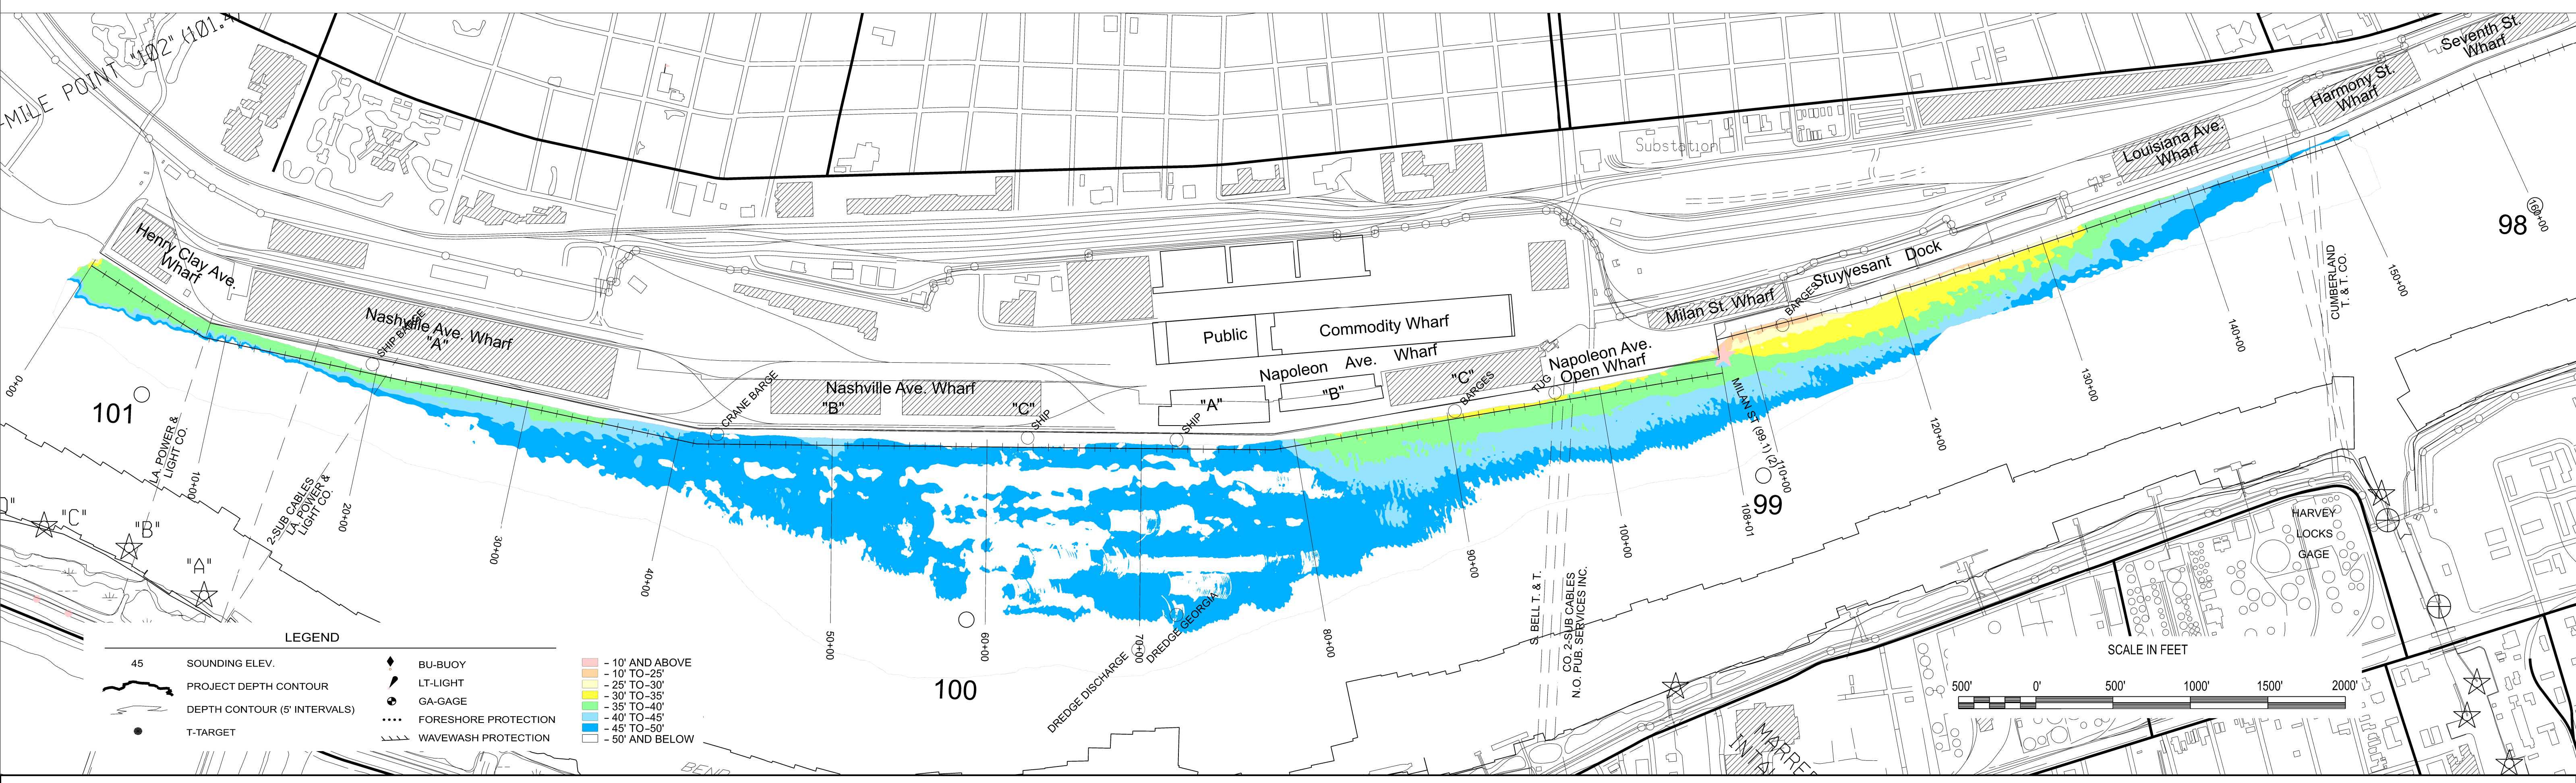 -MILE POINT "102" (101.4)
Seventh St.
Wharf
Harmony St.
Wharf
Louisiana Ave.
Wharf
Substation
Henry Clay Ave.
Wharf
Nashville Ave. Wharf
"A"
SHIP BARGE
Nashville Ave. Wharf
"B"
"C"
CRANE BARGE
SHIP
SHIP
Public
Commodity Wharf
Napoleon Ave. Wharf
"A"
"B"
"C"
BARGES
TUG
Napoleon Ave.
Open Wharf
Milan St. Wharf
Stuyvesant Dock
BARGES
MILAN ST (99.1) (2)
98
99
100
101
00+0
10+00
20+00
30+00
40+00
50+00
60+00
70+00
80+00
90+00
100+00
108+01
110+00
120+00
130+00
140+00
150+00
160+00
LA. POWER &
LIGHT CO.
2-SUB CABLES
LA. POWER &
LIGHT CO.
DREDGE DISCHARGE
DREDGE GEORGIA
S. BELL T. & T.
CO. 2-SUB CABLES
N.O. PUB. SERVICES INC.
CUMBERLAND
T. & T. CO.
HARVEY
LOCKS
GAGE
"C"
"B"
"A"
LEGEND
45 SOUNDING ELEV.
PROJECT DEPTH CONTOUR
DEPTH CONTOUR (5' INTERVALS)
T-TARGET
BU-BUOY
LT-LIGHT
GA-GAGE
FORESHORE PROTECTION
WAVEWASH PROTECTION
– 10' AND ABOVE
– 10' TO–25'
– 25' TO–30'
– 30' TO–35'
– 35' TO–40'
– 40' TO–45'
– 45' TO–50'
– 50' AND BELOW
SCALE IN FEET
500' 0' 500' 1000' 1500' 2000'